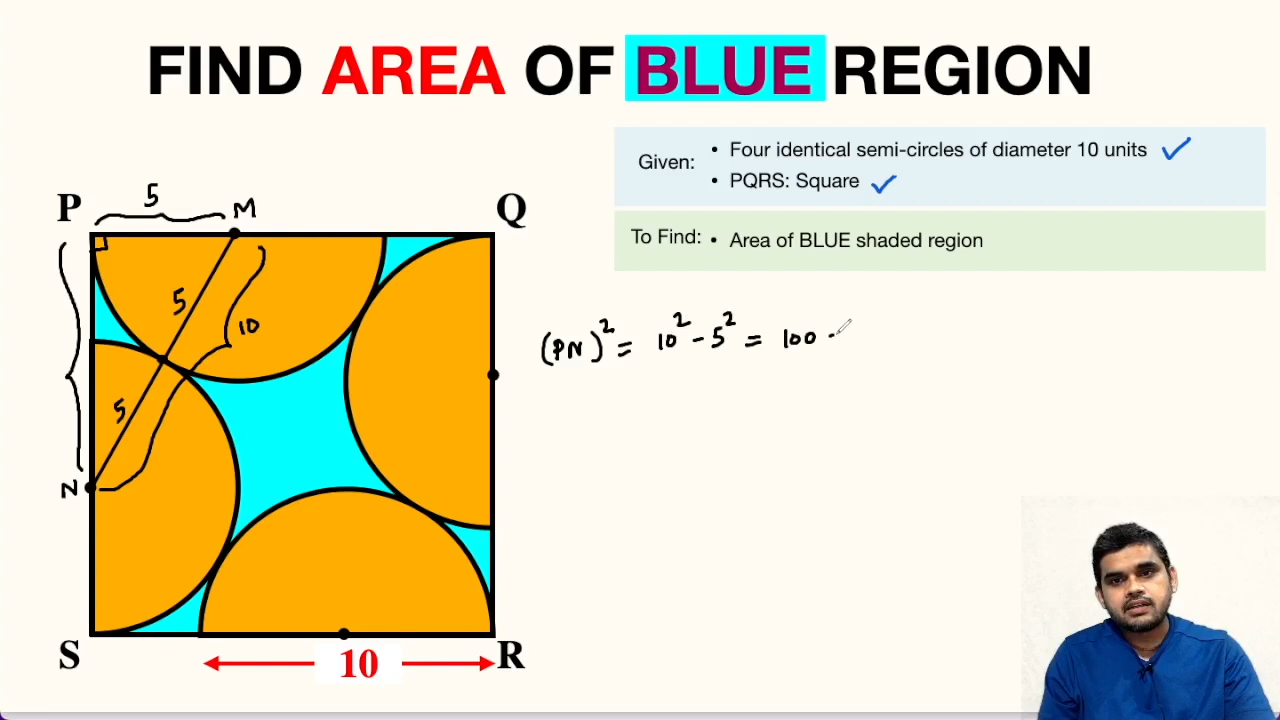 FIND AREA OF BLUE REGION
Given:
• Four identical semi-circles of diameter 10 units
• PQRS: Square
To Find: • Area of BLUE shaded region
5
P
M
Q
5
10
(PN)² = 10² - 5² = 100 -
5
N
S
10
R